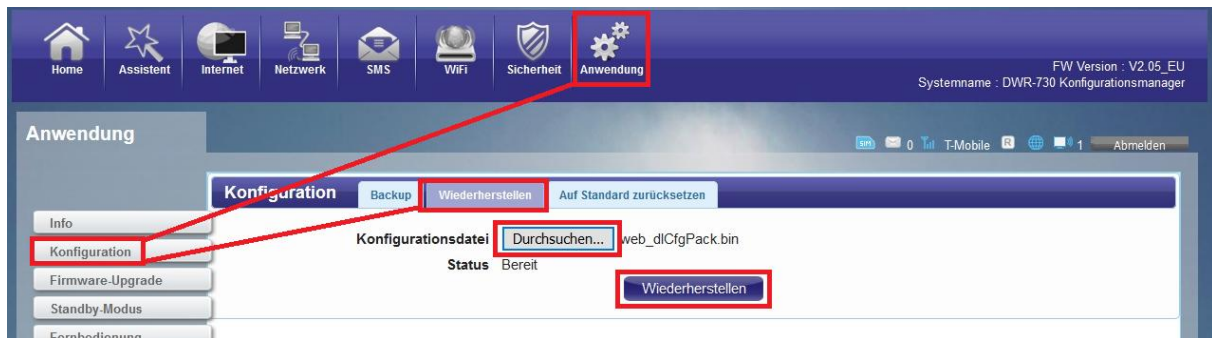 Home Assistent Internet Netzwerk SMS WiFi Sicherheit Anwendung
FW Version : V2.05_EU
Systemname : DWR-730 Konfigurationsmanager
Anwendung
0 T-Mobile R 1 Abmelden
Konfiguration Backup Wiederherstellen Auf Standard zurücksetzen
Info
Konfiguration
Firmware-Upgrade
Standby-Modus
Fernbedienung
Konfigurationsdatei Durchsuchen... web_dlCfgPack.bin
Status Bereit
Wiederherstellen